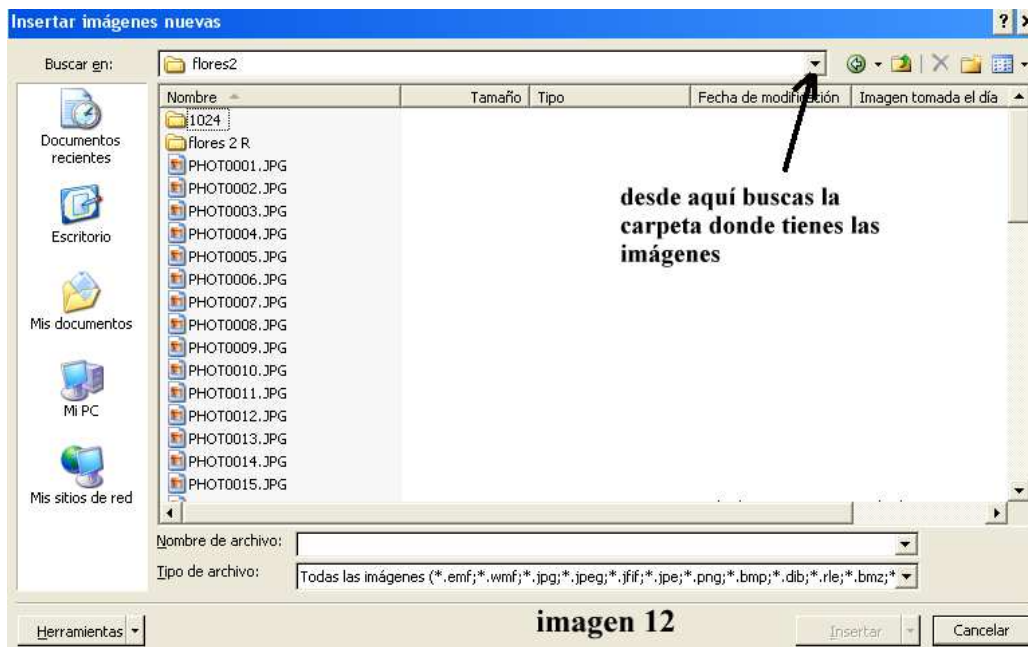 Insertar imágenes nuevas
Buscar en:
flores2
Nombre Tamaño Tipo Fecha de modificación Imagen tomada el día
Documentos
recientes
Escritorio
Mis documentos
Mi PC
Mis sitios de red
1024
flores 2 R
PHOT0001.JPG
PHOT0002.JPG
PHOT0003.JPG
PHOT0004.JPG
PHOT0005.JPG
PHOT0006.JPG
PHOT0007.JPG
PHOT0008.JPG
PHOT0009.JPG
PHOT0010.JPG
PHOT0011.JPG
PHOT0012.JPG
PHOT0013.JPG
PHOT0014.JPG
PHOT0015.JPG
desde aquí buscas la
carpeta donde tienes las
imágenes
Nombre de archivo:
Tipo de archivo:
Todas las imágenes (*.emf;*.wmf;*.jpg;*.jpeg;*.jfif;*.jpe;*.png;*.bmp;*.dib;*.rle;*.bmz;*
Herramientas
imagen 12
Insertar
Cancelar